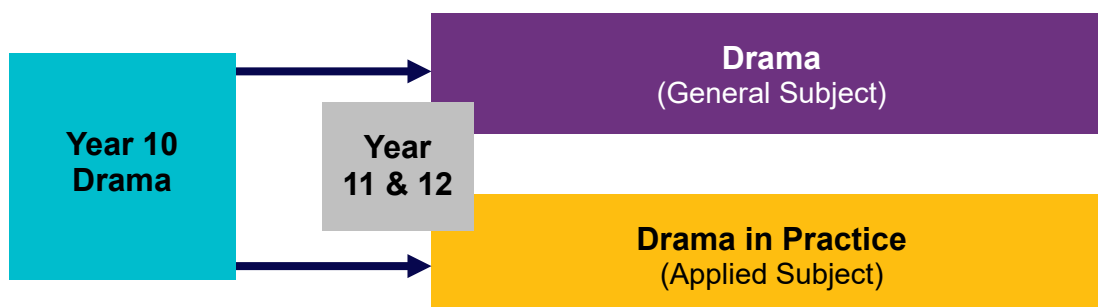 Year 10
Drama
Year
11 & 12
Drama
(General Subject)
Drama in Practice
(Applied Subject)